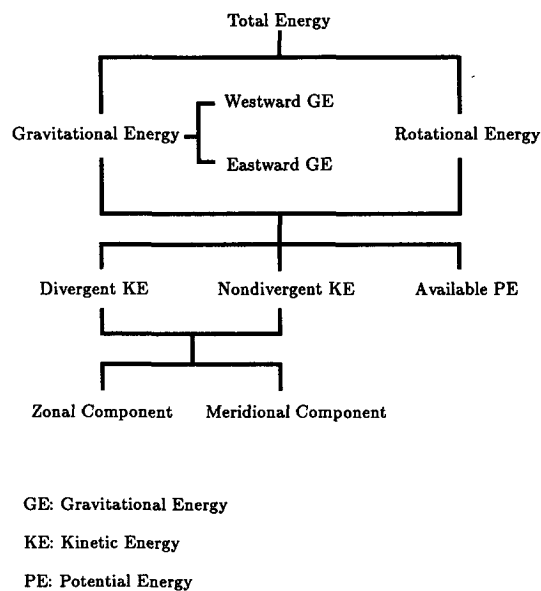 Total Energy
Westward GE
Gravitational Energy
Rotational Energy
Eastward GE
Divergent KE
Nondivergent KE
Available PE
Zonal Component
Meridional Component
GE: Gravitational Energy
KE: Kinetic Energy
PE: Potential Energy